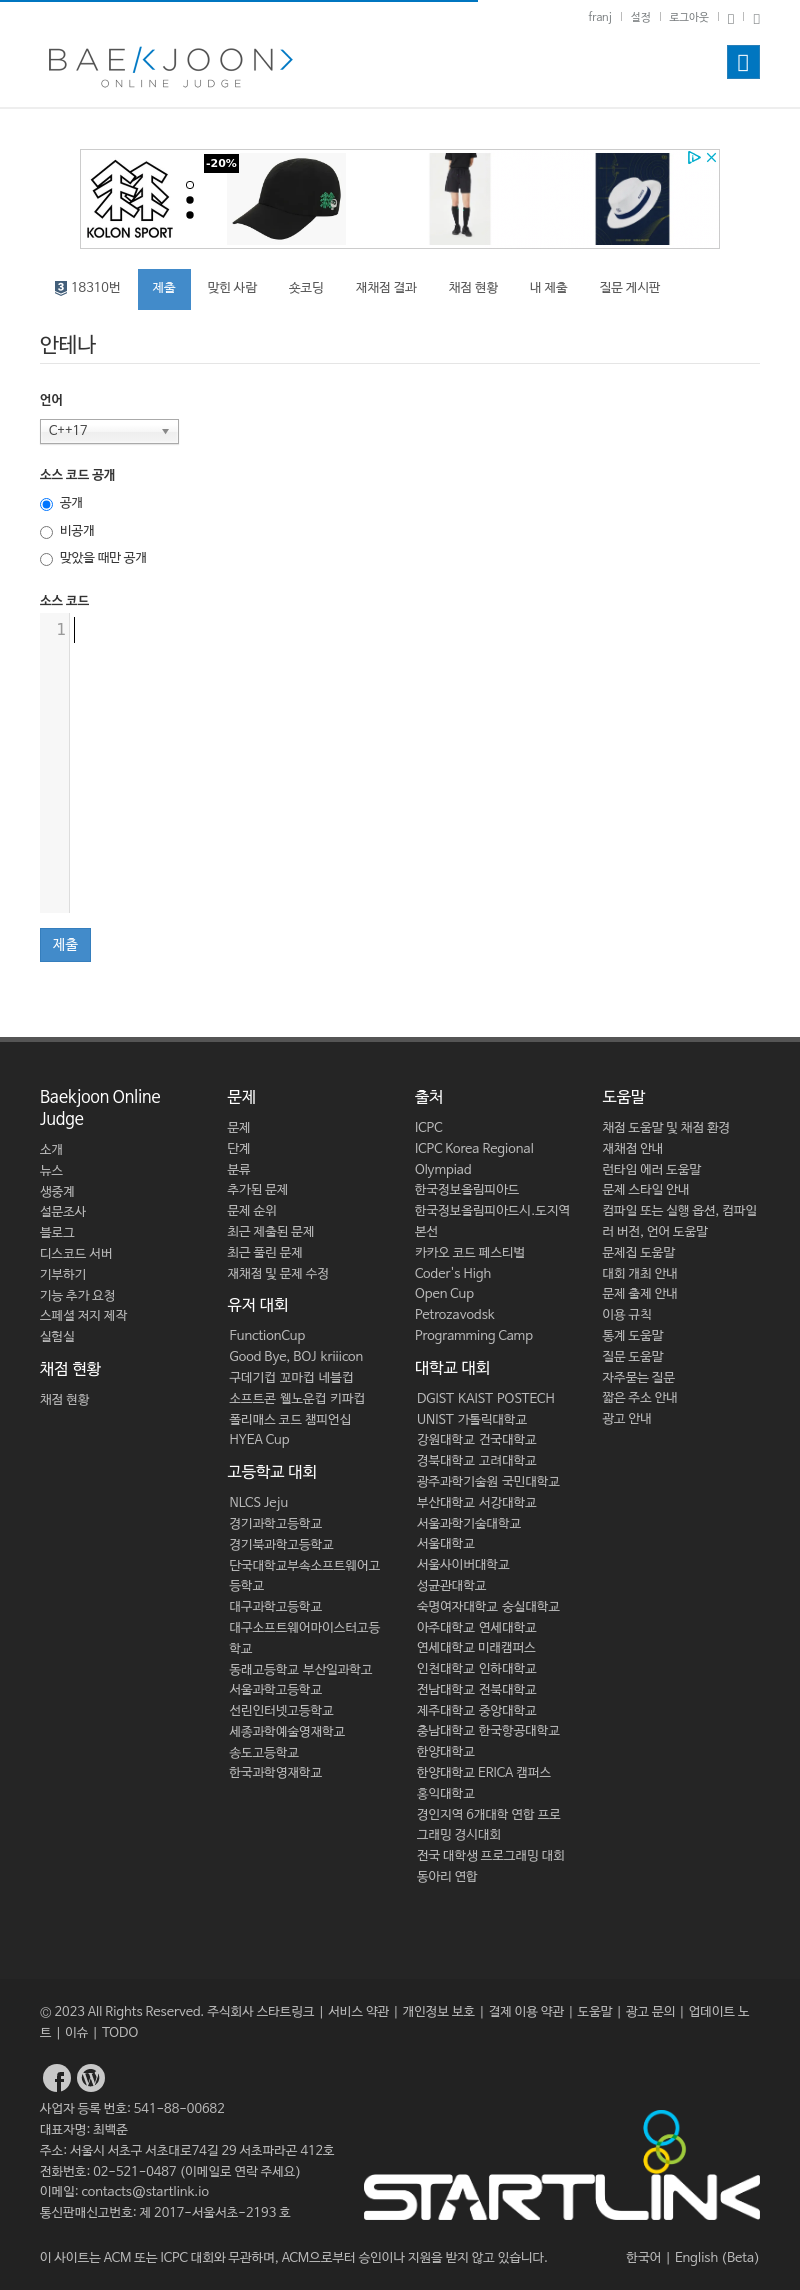 franj
설정
로그아웃
BAEKJOON
ONLINE JUDGE
KOLON SPORT
-20%
3 18310번
제출
맞힌 사람
숏코딩
재채점 결과
채점 현황
내 제출
질문 게시판
안테나
언어
C++17
소스 코드 공개
공개
비공개
맞았을 때만 공개
소스 코드
1
제출
Baekjoon Online
Judge
소개
뉴스
생중계
설문조사
블로그
디스코드 서버
기부하기
기능 추가 요청
스페셜 저지 제작
실험실
채점 현황
채점 현황
문제
문제
단계
분류
추가된 문제
문제 순위
최근 제출된 문제
최근 풀린 문제
재채점 및 문제 수정
유저 대회
FunctionCup
Good Bye, BOJ kriiicon
구데기컵 꼬마컵 네블컵
소프트콘 웰노운컵 키파컵
폴리매스 코드 챔피언십
HYEA Cup
고등학교 대회
NLCS Jeju
경기과학고등학교
경기북과학고등학교
단국대학교부속소프트웨어고
등학교
대구과학고등학교
대구소프트웨어마이스터고등
학교
동래고등학교 부산일과학고
서울과학고등학교
선린인터넷고등학교
세종과학예술영재학교
송도고등학교
한국과학영재학교
출처
ICPC
ICPC Korea Regional
Olympiad
한국정보올림피아드
한국정보올림피아드시.도지역
본선
카카오 코드 페스티벌
Coder's High
Open Cup
Petrozavodsk
Programming Camp
대학교 대회
DGIST KAIST POSTECH
UNIST 가톨릭대학교
강원대학교 건국대학교
경북대학교 고려대학교
광주과학기술원 국민대학교
부산대학교 서강대학교
서울과학기술대학교
서울대학교
서울사이버대학교
성균관대학교
숙명여자대학교 숭실대학교
아주대학교 연세대학교
연세대학교 미래캠퍼스
인천대학교 인하대학교
전남대학교 전북대학교
제주대학교 중앙대학교
충남대학교 한국항공대학교
한양대학교
한양대학교 ERICA 캠퍼스
홍익대학교
경인지역 6개대학 연합 프로
그래밍 경시대회
전국 대학생 프로그래밍 대회
동아리 연합
도움말
채점 도움말 및 채점 환경
재채점 안내
런타임 에러 도움말
문제 스타일 안내
컴파일 또는 실행 옵션, 컴파일
러 버전, 언어 도움말
문제집 도움말
대회 개최 안내
문제 출제 안내
이용 규칙
통계 도움말
질문 도움말
자주묻는 질문
짧은 주소 안내
광고 안내
© 2023 All Rights Reserved. 주식회사 스타트링크 | 서비스 약관 | 개인정보 보호 | 결제 이용 약관 | 도움말 | 광고 문의 | 업데이트 노
트 | 이슈 | TODO
사업자 등록 번호: 541-88-00682
대표자명: 최백준
주소: 서울시 서초구 서초대로74길 29 서초파라곤 412호
전화번호: 02-521-0487 (이메일로 연락 주세요)
이메일: contacts@startlink.io
통신판매신고번호: 제 2017-서울서초-2193 호
STARTLINK
이 사이트는 ACM 또는 ICPC 대회와 무관하며, ACM으로부터 승인이나 지원을 받지 않고 있습니다.
한국어 | English (Beta)